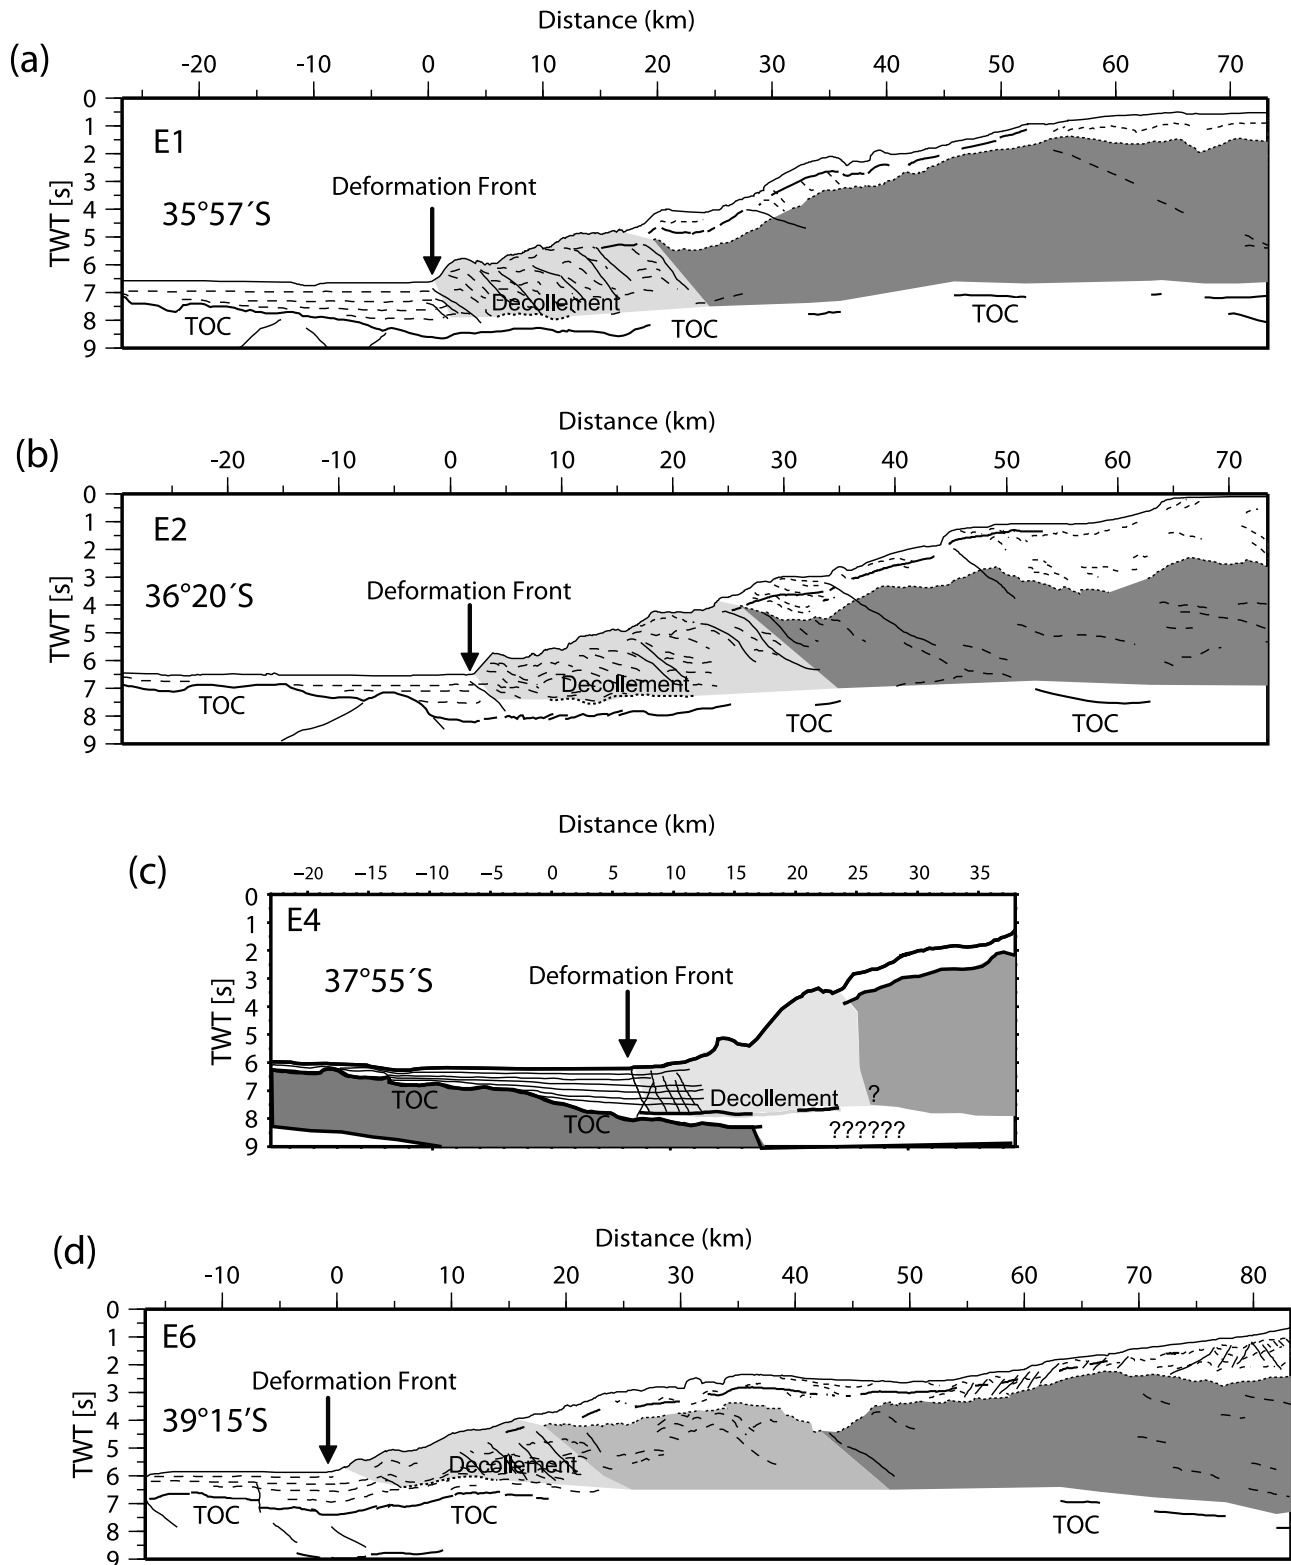 Distance (km)
(a)
-20 -10 0 10 20 30 40 50 60 70
0
E1
1
2
Deformation Front
3
35°57´S
4
TWT [s]
5
6
7
Decollement
8
TOC TOC TOC
9
Distance (km)
(b)
-20 -10 0 10 20 30 40 50 60 70
0
E2
1
2
Deformation Front
3
36°20´S
4
TWT [s]
5
6
7
Decollement
8
TOC TOC TOC
9
Distance (km)
(c)
−20 −15 −10 −5 0 5 10 15 20 25 30 35
0
E4
1
2
37°55´S Deformation Front
3
4
TWT [s]
5
6
7
TOC Decollement ?
8
TOC ??????
9
Distance (km)
(d)
-10 0 10 20 30 40 50 60 70 80
0
E6
1
2
Deformation Front
3
39°15′S
4
TWT [s]
5
Decollement
6
7
TOC TOC TOC
8
9